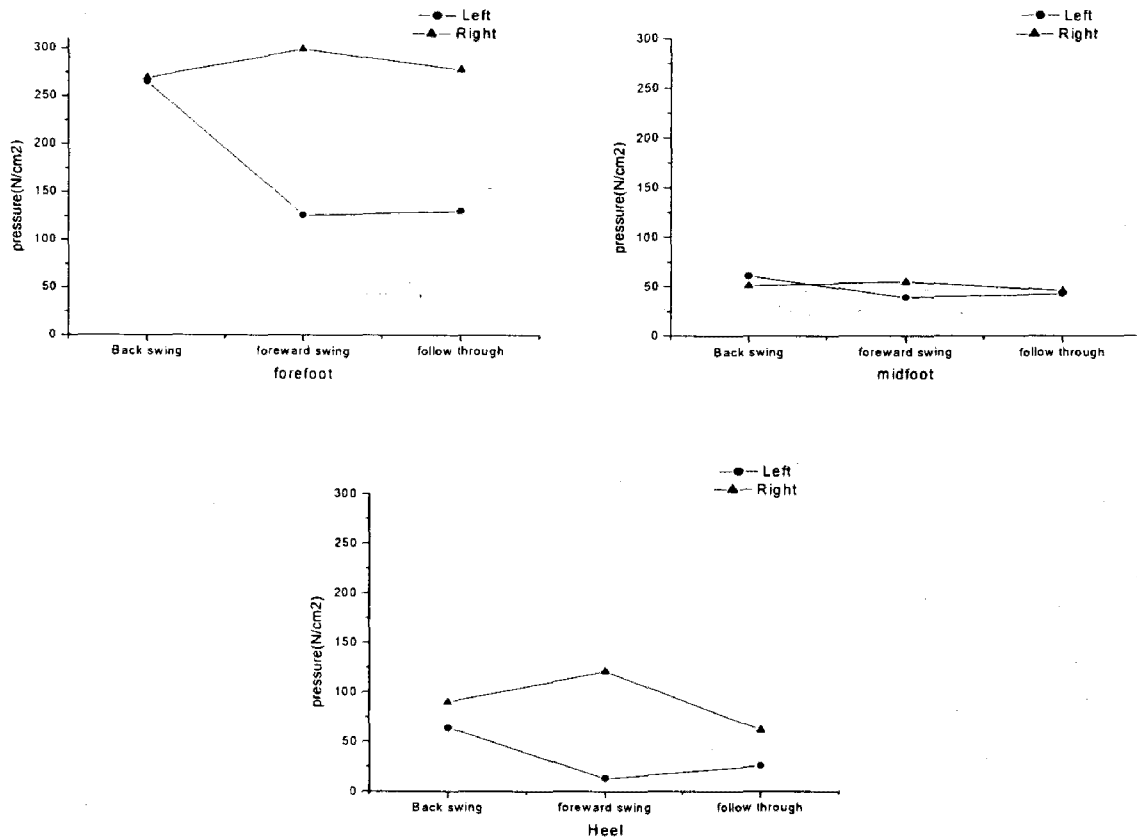 Left
Right
300
250
200
150
100
50
0
pressure(N/cm2)
Back swing
foreward swing
follow through
forefoot
Left
Right
300
250
200
150
100
50
0
pressure(N/cm2)
Back swing
foreward swing
follow through
midfoot
Left
Right
300
250
200
150
100
50
0
pressure(N/cm2)
Back swing
foreward swing
follow through
Heel